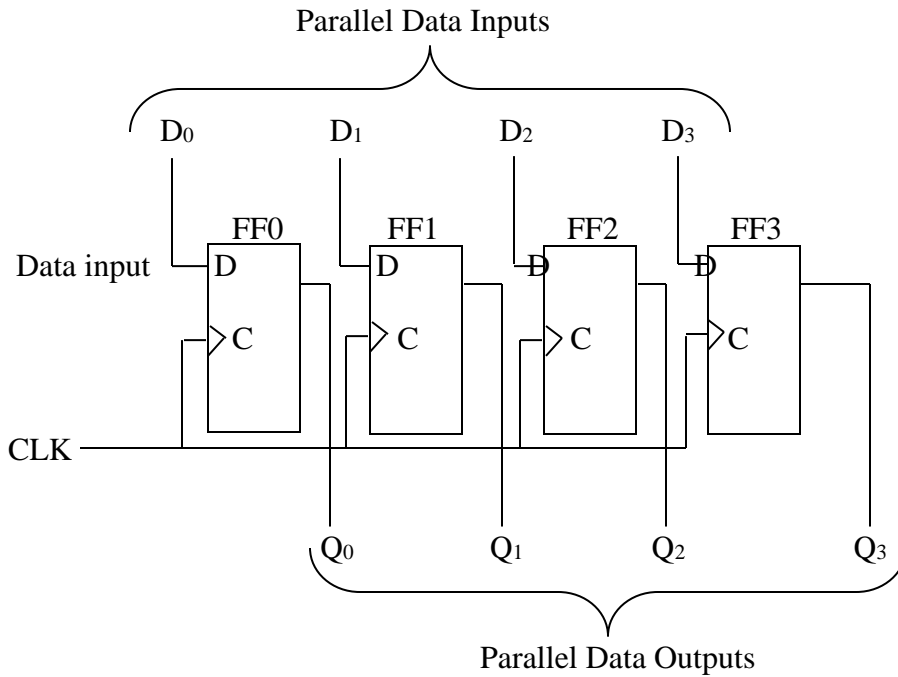 Parallel Data Inputs
D₀ D₁ D₂ D₃
FF0 FF1 FF2 FF3
Data input D D D D
C C C C
CLK
Q₀ Q₁ Q₂ Q₃
Parallel Data Outputs